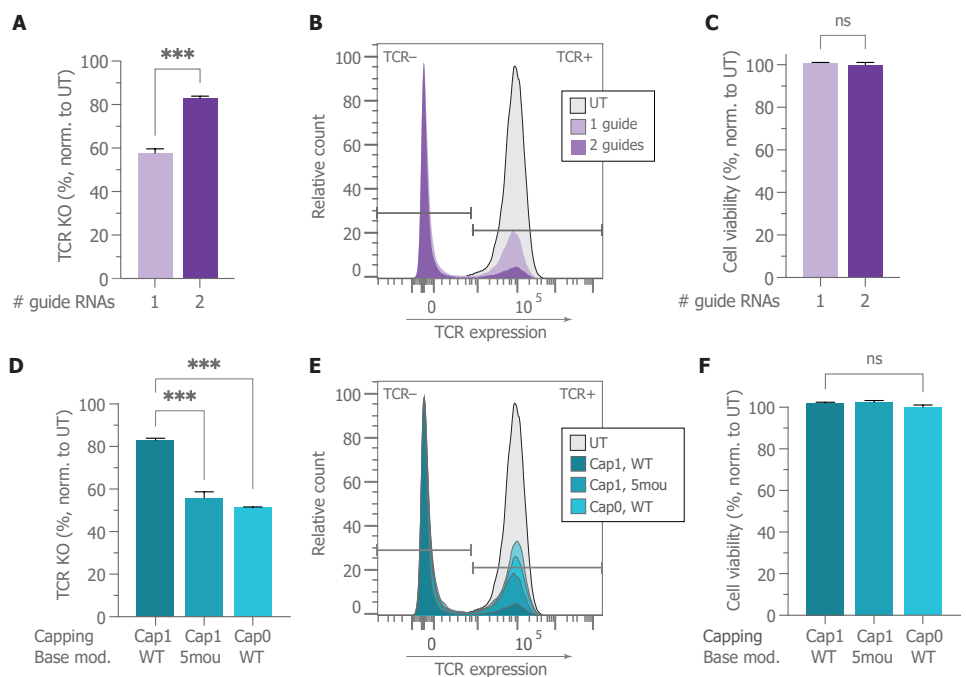 A
***
TCR KO (%, norm. to UT)
100
80
60
40
20
0
# guide RNAs 1 2
B
TCR– TCR+
Relative count
100
80
60
40
20
0
UT
1 guide
2 guides
0 10⁵
TCR expression
C
ns
Cell viability (%, norm. to UT)
100
80
60
40
20
0
# guide RNAs 1 2
D
***
***
TCR KO (%, norm. to UT)
100
80
60
40
20
0
Capping Cap1 Cap1 Cap0
Base mod. WT 5mou WT
E
TCR– TCR+
Relative count
100
80
60
40
20
0
UT
Cap1, WT
Cap1, 5mou
Cap0, WT
0 10⁵
TCR expression
F
ns
Cell viability (%, norm. to UT)
100
80
60
40
20
0
Capping Cap1 Cap1 Cap0
Base mod. WT 5mou WT